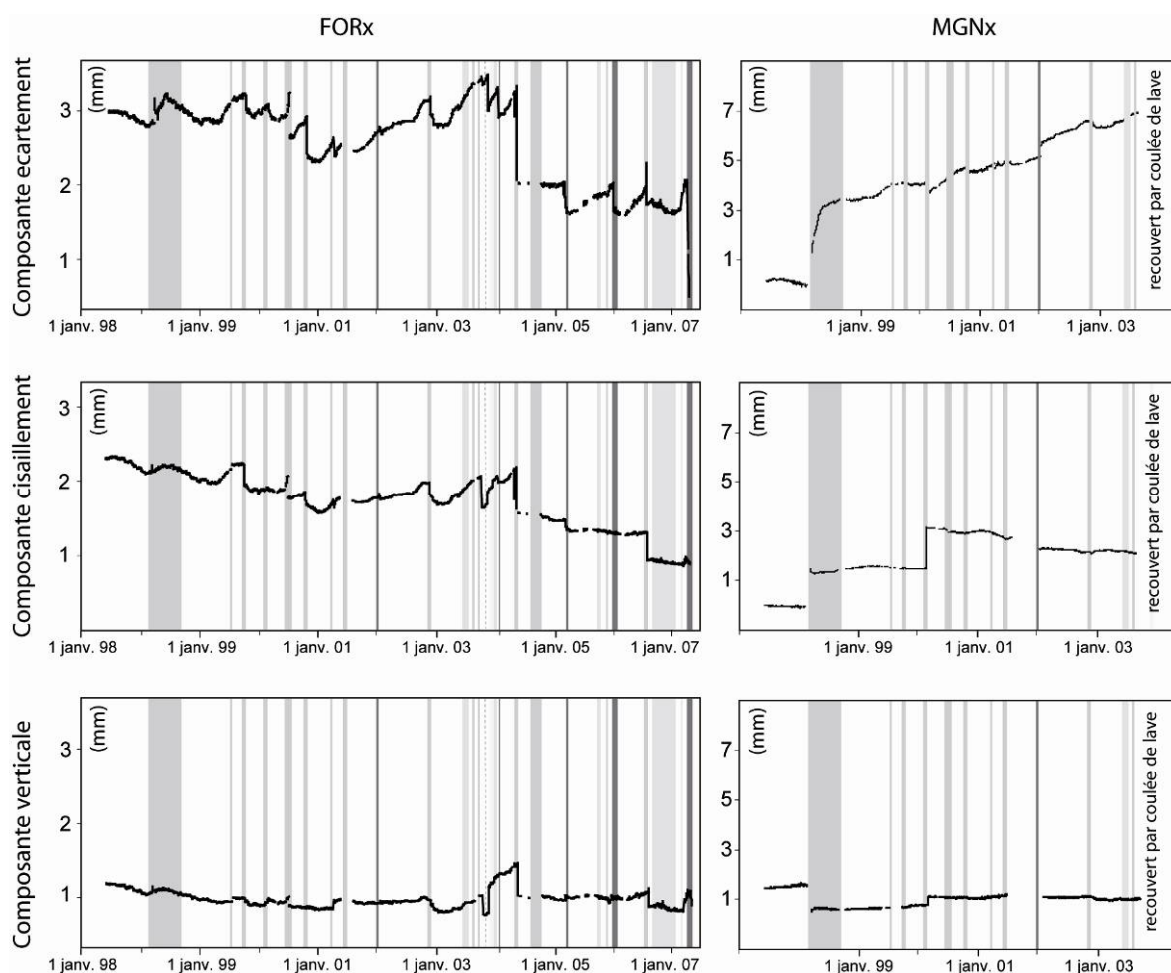 FORx
MGNx
Composante ecartement
(mm)
3
2
1
1 janv. 98
1 janv. 99
1 janv. 01
1 janv. 03
1 janv. 05
1 janv. 07
(mm)
7
5
3
1
recouvert par coulée de lave
1 janv. 99
1 janv. 01
1 janv. 03
Composante cisaillement
(mm)
3
2
1
1 janv. 98
1 janv. 99
1 janv. 01
1 janv. 03
1 janv. 05
1 janv. 07
(mm)
7
5
3
1
recouvert par coulée de lave
1 janv. 99
1 janv. 01
1 janv. 03
Composante verticale
(mm)
3
2
1
1 janv. 98
1 janv. 99
1 janv. 01
1 janv. 03
1 janv. 05
1 janv. 07
(mm)
7
5
3
1
recouvert par coulée de lave
1 janv. 99
1 janv. 01
1 janv. 03